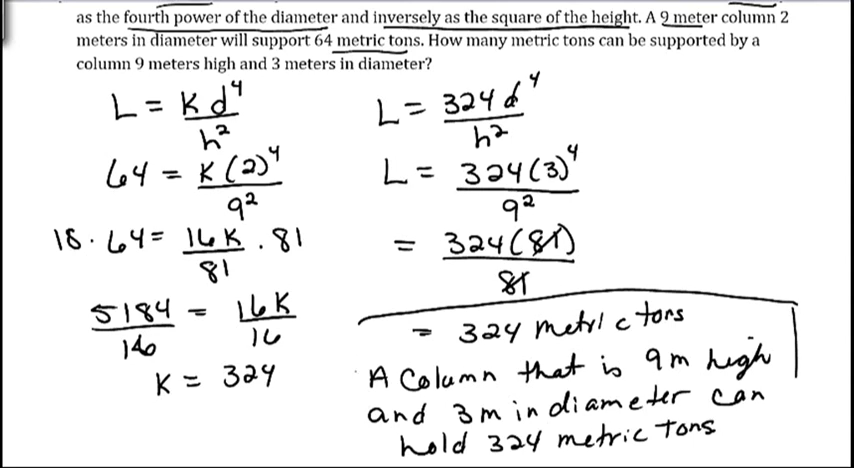 as the fourth power of the diameter and inversely as the square of the height. A 9 meter column 2
meters in diameter will support 64 metric tons. How many metric tons can be supported by a
column 9 meters high and 3 meters in diameter?
L = Kd⁴/h²
64 = K(2)⁴/9²
18 · 64 = 16K/81 · 81
5184/16 = 16K/16
K = 324
L = 324d⁴/h²
L = 324(3)⁴/9²
= 324(81)/81
= 324 metric tons
A Column that is 9m high
and 3m in diameter can
hold 324 metric tons